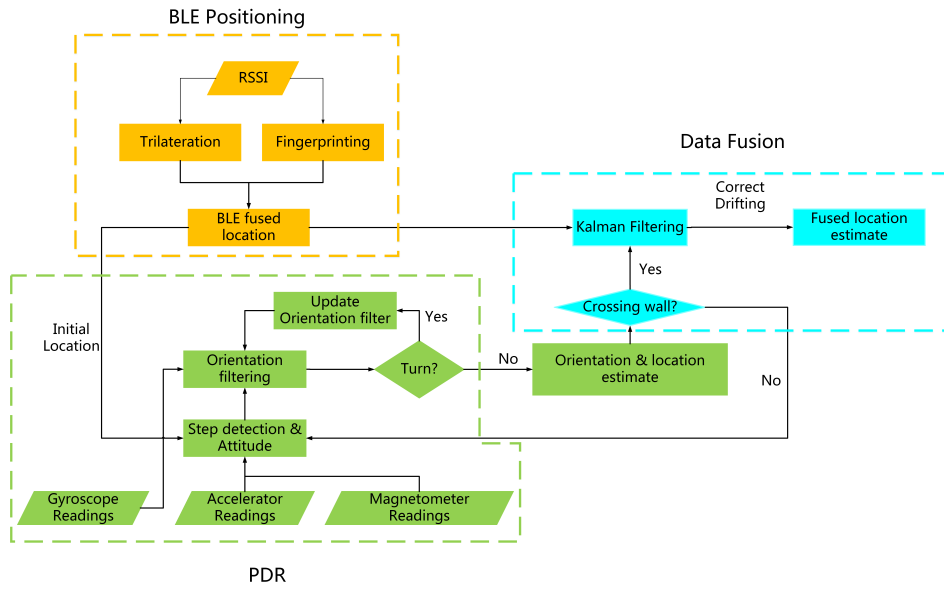 BLE Positioning
RSSI
Trilateration
Fingerprinting
BLE fused
location
Data Fusion
Correct
Drifting
Kalman Filtering
Fused location
estimate
Yes
Crossing wall?
Initial
Location
Update
Orientation filter
Yes
Orientation
filtering
Turn?
No
Orientation & location
estimate
No
Step detection &
Attitude
Gyroscope
Readings
Accelerator
Readings
Magnetometer
Readings
PDR